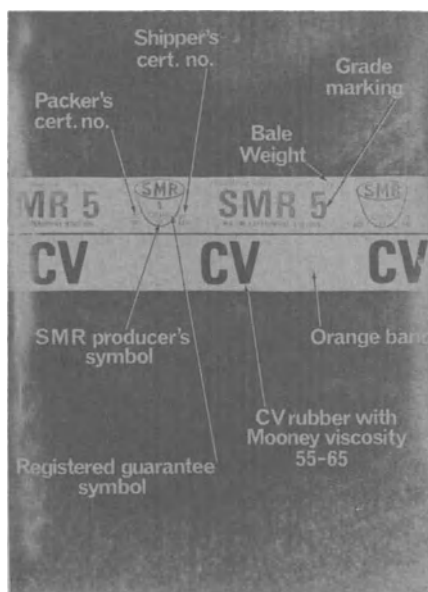 Shipper's
cert. no.
Grade
marking
Packer's
cert. no.
Bale
Weight
SMR
SMR
MR 5
SMR 5
CV
CV
CV
SMR producer's
symbol
Orange band
CV rubber with
Mooney viscosity
55-65
Registered guarantee
symbol